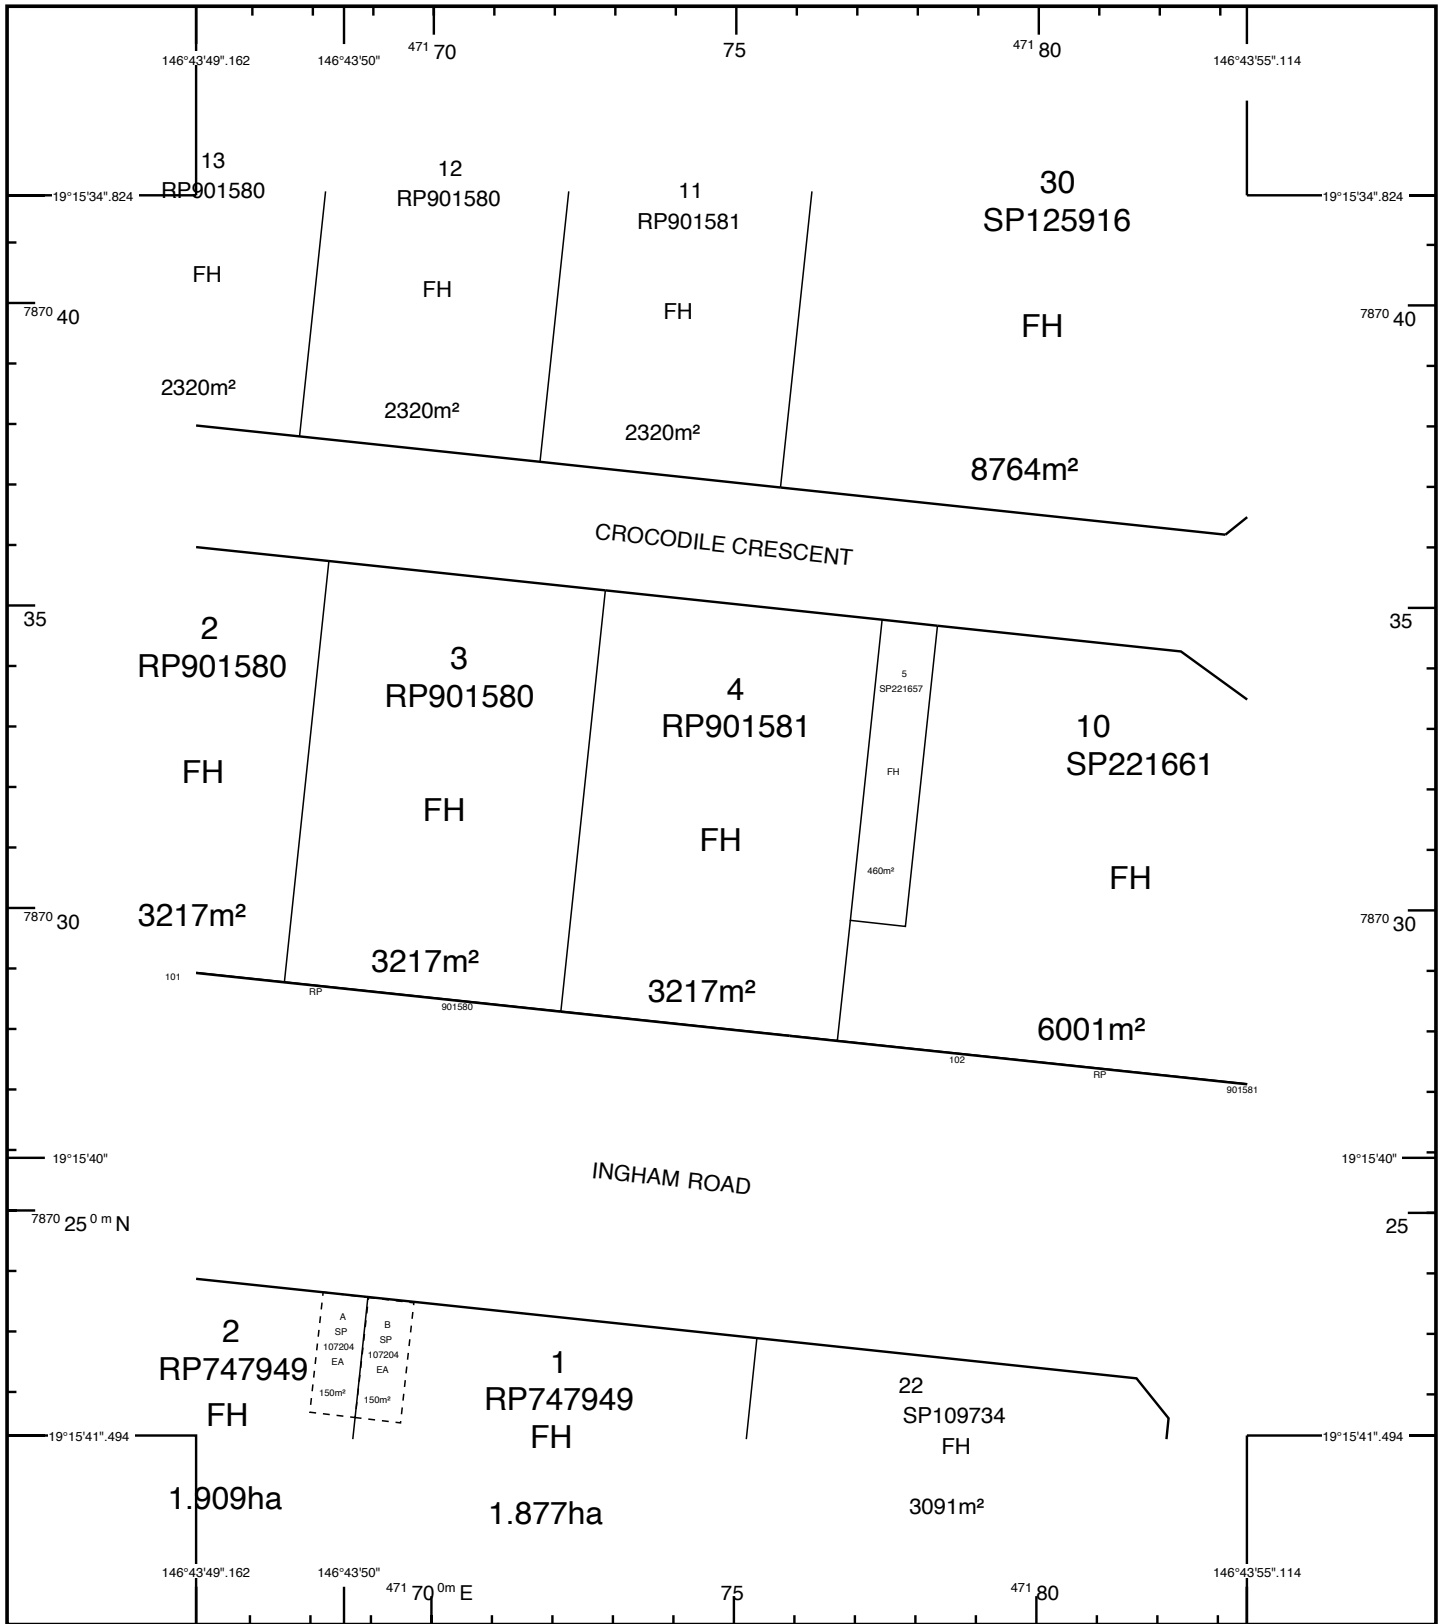 471 70
75
471 80
146°43'49".162
146°43'50"
146°43'55".114
13
RP901580
12
RP901580
11
RP901581
30
SP125916
19°15'34".824
19°15'34".824
FH
FH
FH
FH
7870 40
7870 40
2320m²
2320m²
2320m²
8764m²
CROCODILE CRESCENT
35
35
2
RP901580
3
RP901580
4
RP901581
5
SP221657
10
SP221661
FH
FH
FH
FH
FH
460m²
7870 30
7870 30
3217m²
3217m²
3217m²
6001m²
101
RP
901580
102
RP
901581
19°15'40"
19°15'40"
INGHAM ROAD
7870 25 0 m N
25
2
RP747949
FH
A
SP
107204
EA
150m²
B
SP
107204
EA
150m²
1
RP747949
FH
22
SP109734
FH
19°15'41".494
19°15'41".494
1.909ha
1.877ha
3091m²
146°43'49".162
146°43'50"
146°43'55".114
471 70 0m E
75
471 80